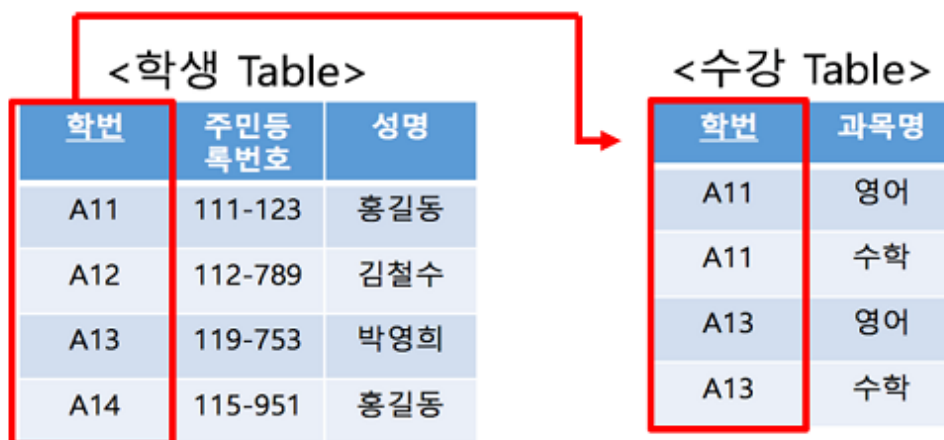 <학생 Table>
학번 주민등록번호 성명
A11 111-123 홍길동
A12 112-789 김철수
A13 119-753 박영희
A14 115-951 홍길동
<수강 Table>
학번 과목명
A11 영어
A11 수학
A13 영어
A13 수학